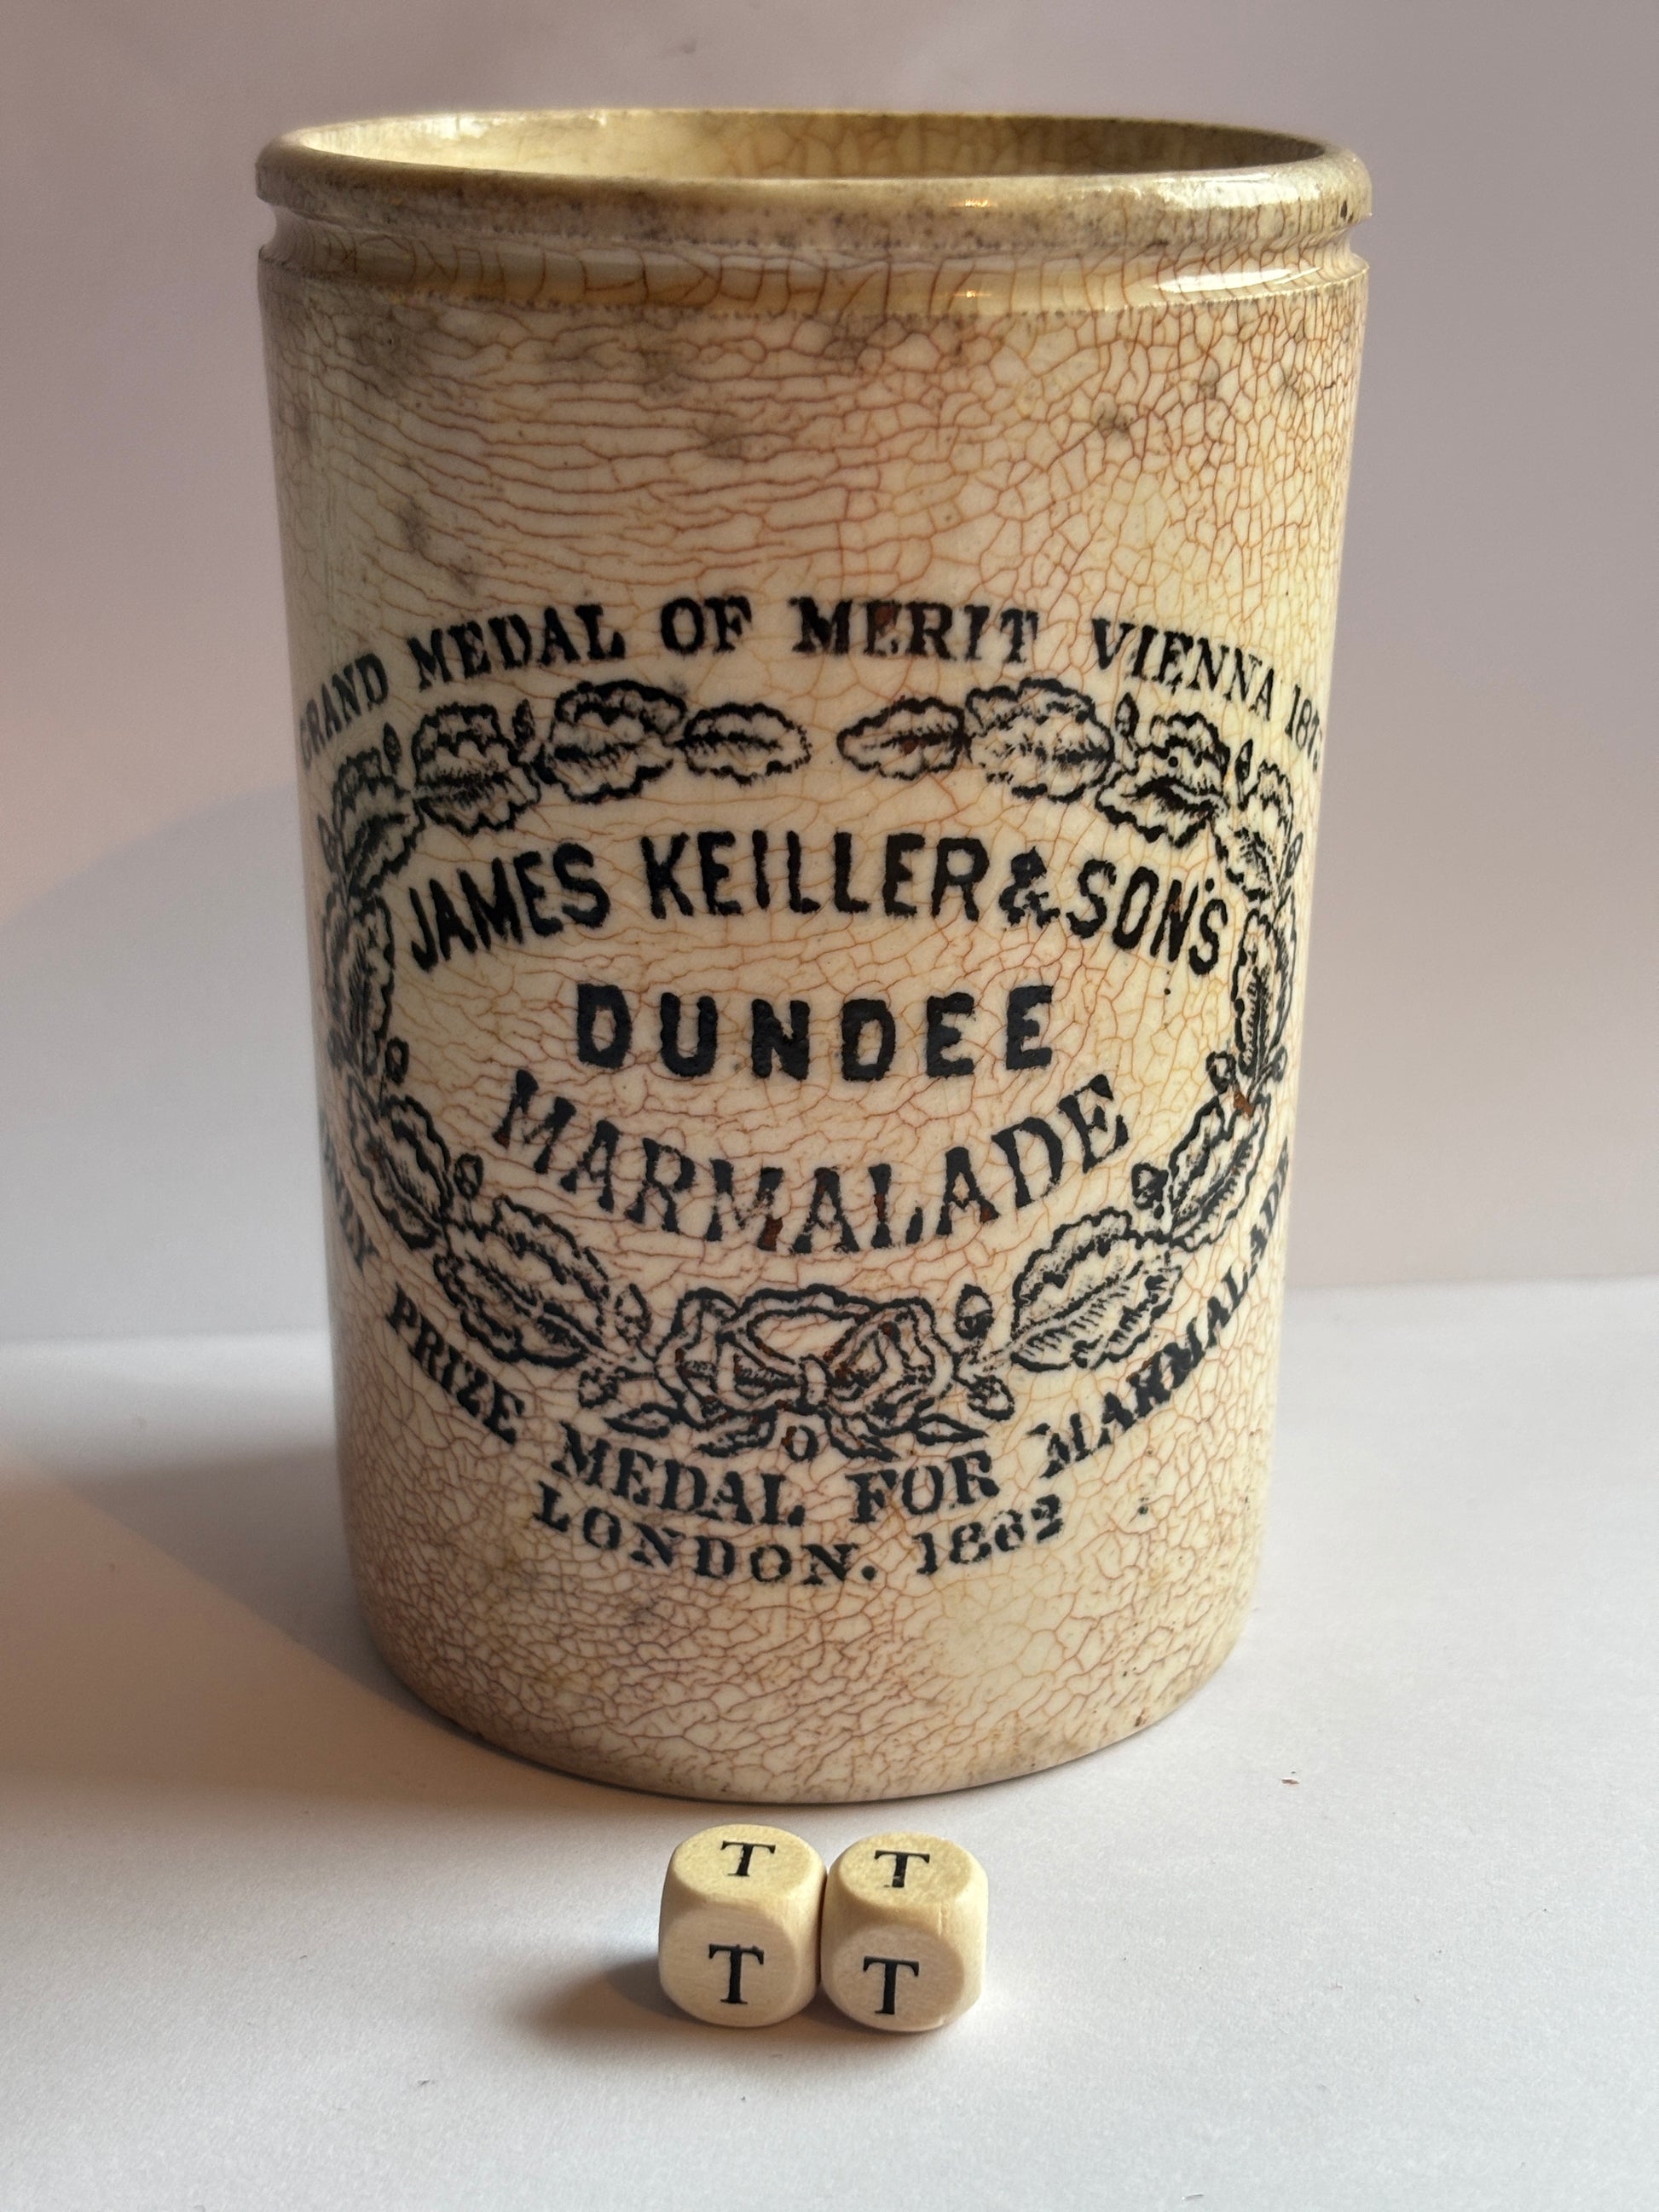 GRAND MEDAL OF MERIT VIENNA
JAMES KEILLER & SON'S
DUNDEE
MARMALADE
PRIZE MEDAL FOR MARMALADE
LONDON. 1862
O
T T
T T